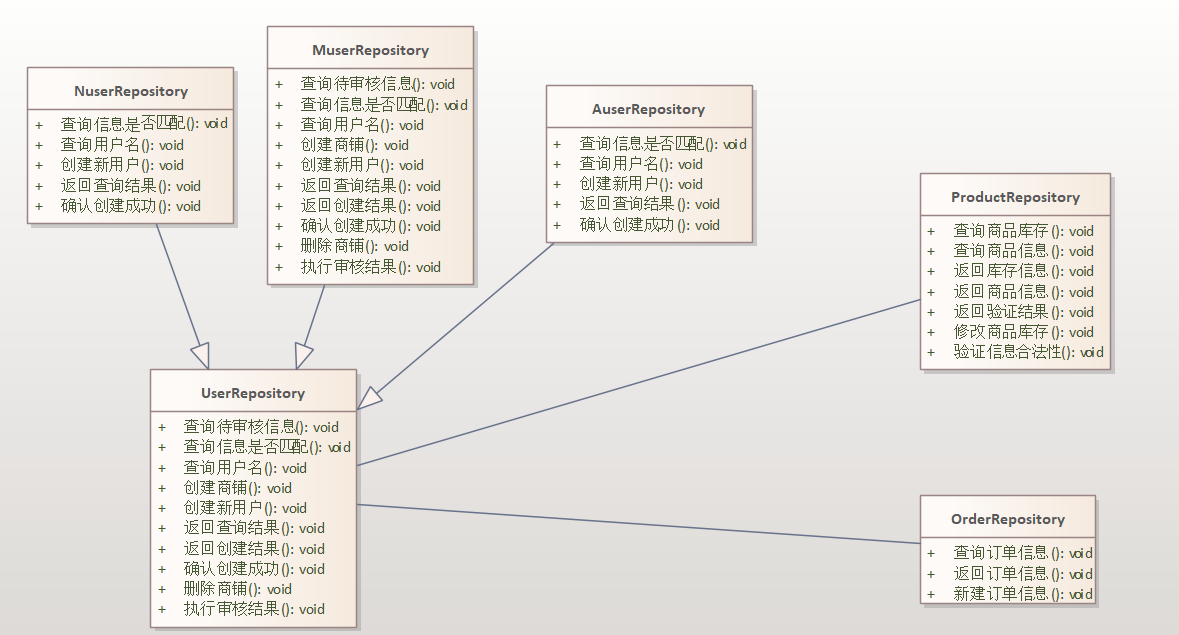 NuserRepository
+ 查询信息是否匹配(): void
+ 查询用户名(): void
+ 创建新用户(): void
+ 返回查询结果(): void
+ 确认创建成功(): void
MuserRepository
+ 查询待审核信息(): void
+ 查询信息是否匹配(): void
+ 查询用户名(): void
+ 创建商铺(): void
+ 创建新用户(): void
+ 返回查询结果(): void
+ 返回创建结果(): void
+ 确认创建成功(): void
+ 删除商铺(): void
+ 执行审核结果(): void
AuserRepository
+ 查询信息是否匹配(): void
+ 查询用户名(): void
+ 创建新用户(): void
+ 返回查询结果(): void
+ 确认创建成功(): void
ProductRepository
+ 查询商品库存(): void
+ 查询商品信息(): void
+ 返回库存信息(): void
+ 返回商品信息(): void
+ 返回验证结果(): void
+ 修改商品库存(): void
+ 验证信息合法性(): void
UserRepository
+ 查询待审核信息(): void
+ 查询信息是否匹配(): void
+ 查询用户名(): void
+ 创建商铺(): void
+ 创建新用户(): void
+ 返回查询结果(): void
+ 返回创建结果(): void
+ 确认创建成功(): void
+ 删除商铺(): void
+ 执行审核结果(): void
OrderRepository
+ 查询订单信息(): void
+ 返回订单信息(): void
+ 新建订单信息(): void